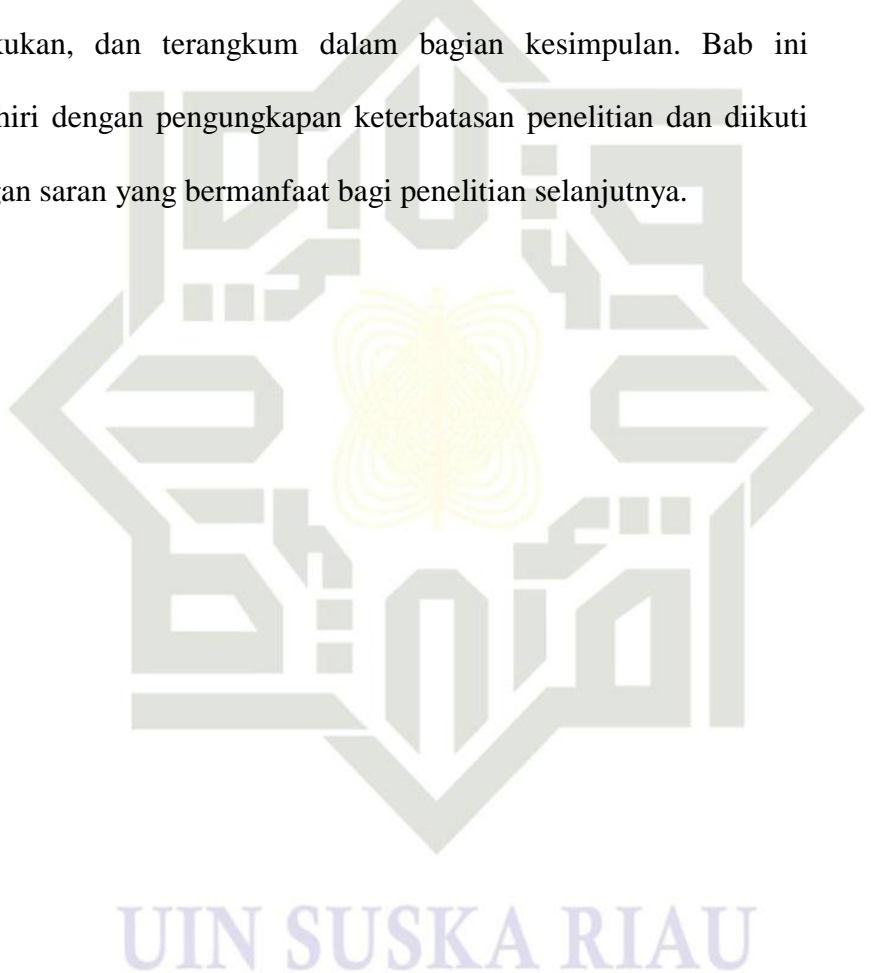 kukan, dan terangkum dalam bagian kesimpulan. Bab ini
hiri dengan pengungkapan keterbatasan penelitian dan diikuti
gan saran yang bermanfaat bagi penelitian selanjutnya.
UIN SUSKA RIAU